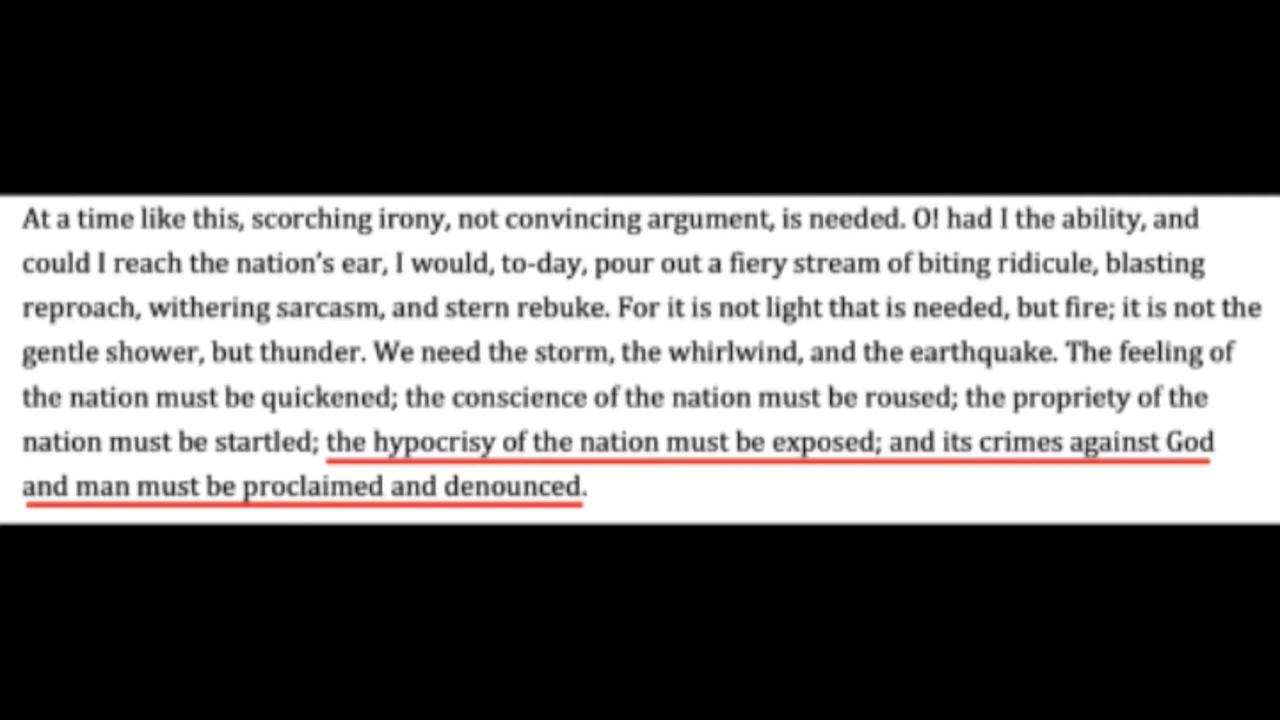 At a time like this, scorching irony, not convincing argument, is needed. O! had I the ability, and
could I reach the nation's ear, I would, to-day, pour out a fiery stream of biting ridicule, blasting
reproach, withering sarcasm, and stern rebuke. For it is not light that is needed, but fire; it is not the
gentle shower, but thunder. We need the storm, the whirlwind, and the earthquake. The feeling of
the nation must be quickened; the conscience of the nation must be roused; the propriety of the
nation must be startled; the hypocrisy of the nation must be exposed; and its crimes against God
and man must be proclaimed and denounced.